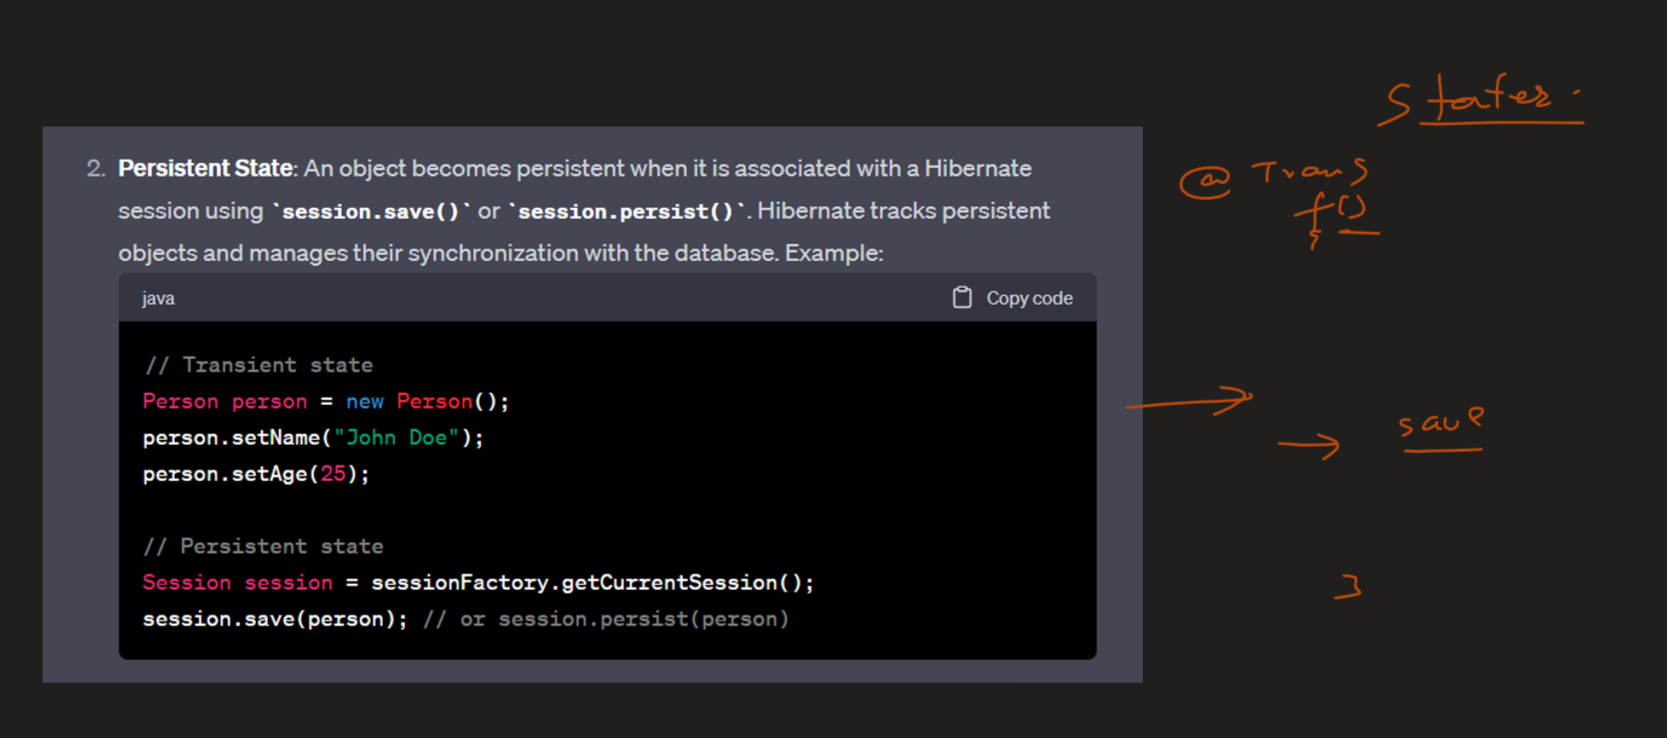 States.
@Trans
f()
{
2. Persistent State: An object becomes persistent when it is associated with a Hibernate
session using `session.save()` or `session.persist()`. Hibernate tracks persistent
objects and manages their synchronization with the database. Example:
java Copy code
// Transient state
Person person = new Person();
person.setName("John Doe");
person.setAge(25);
// Persistent state
Session session = sessionFactory.getCurrentSession();
session.save(person); // or session.persist(person)
→
→ save
}